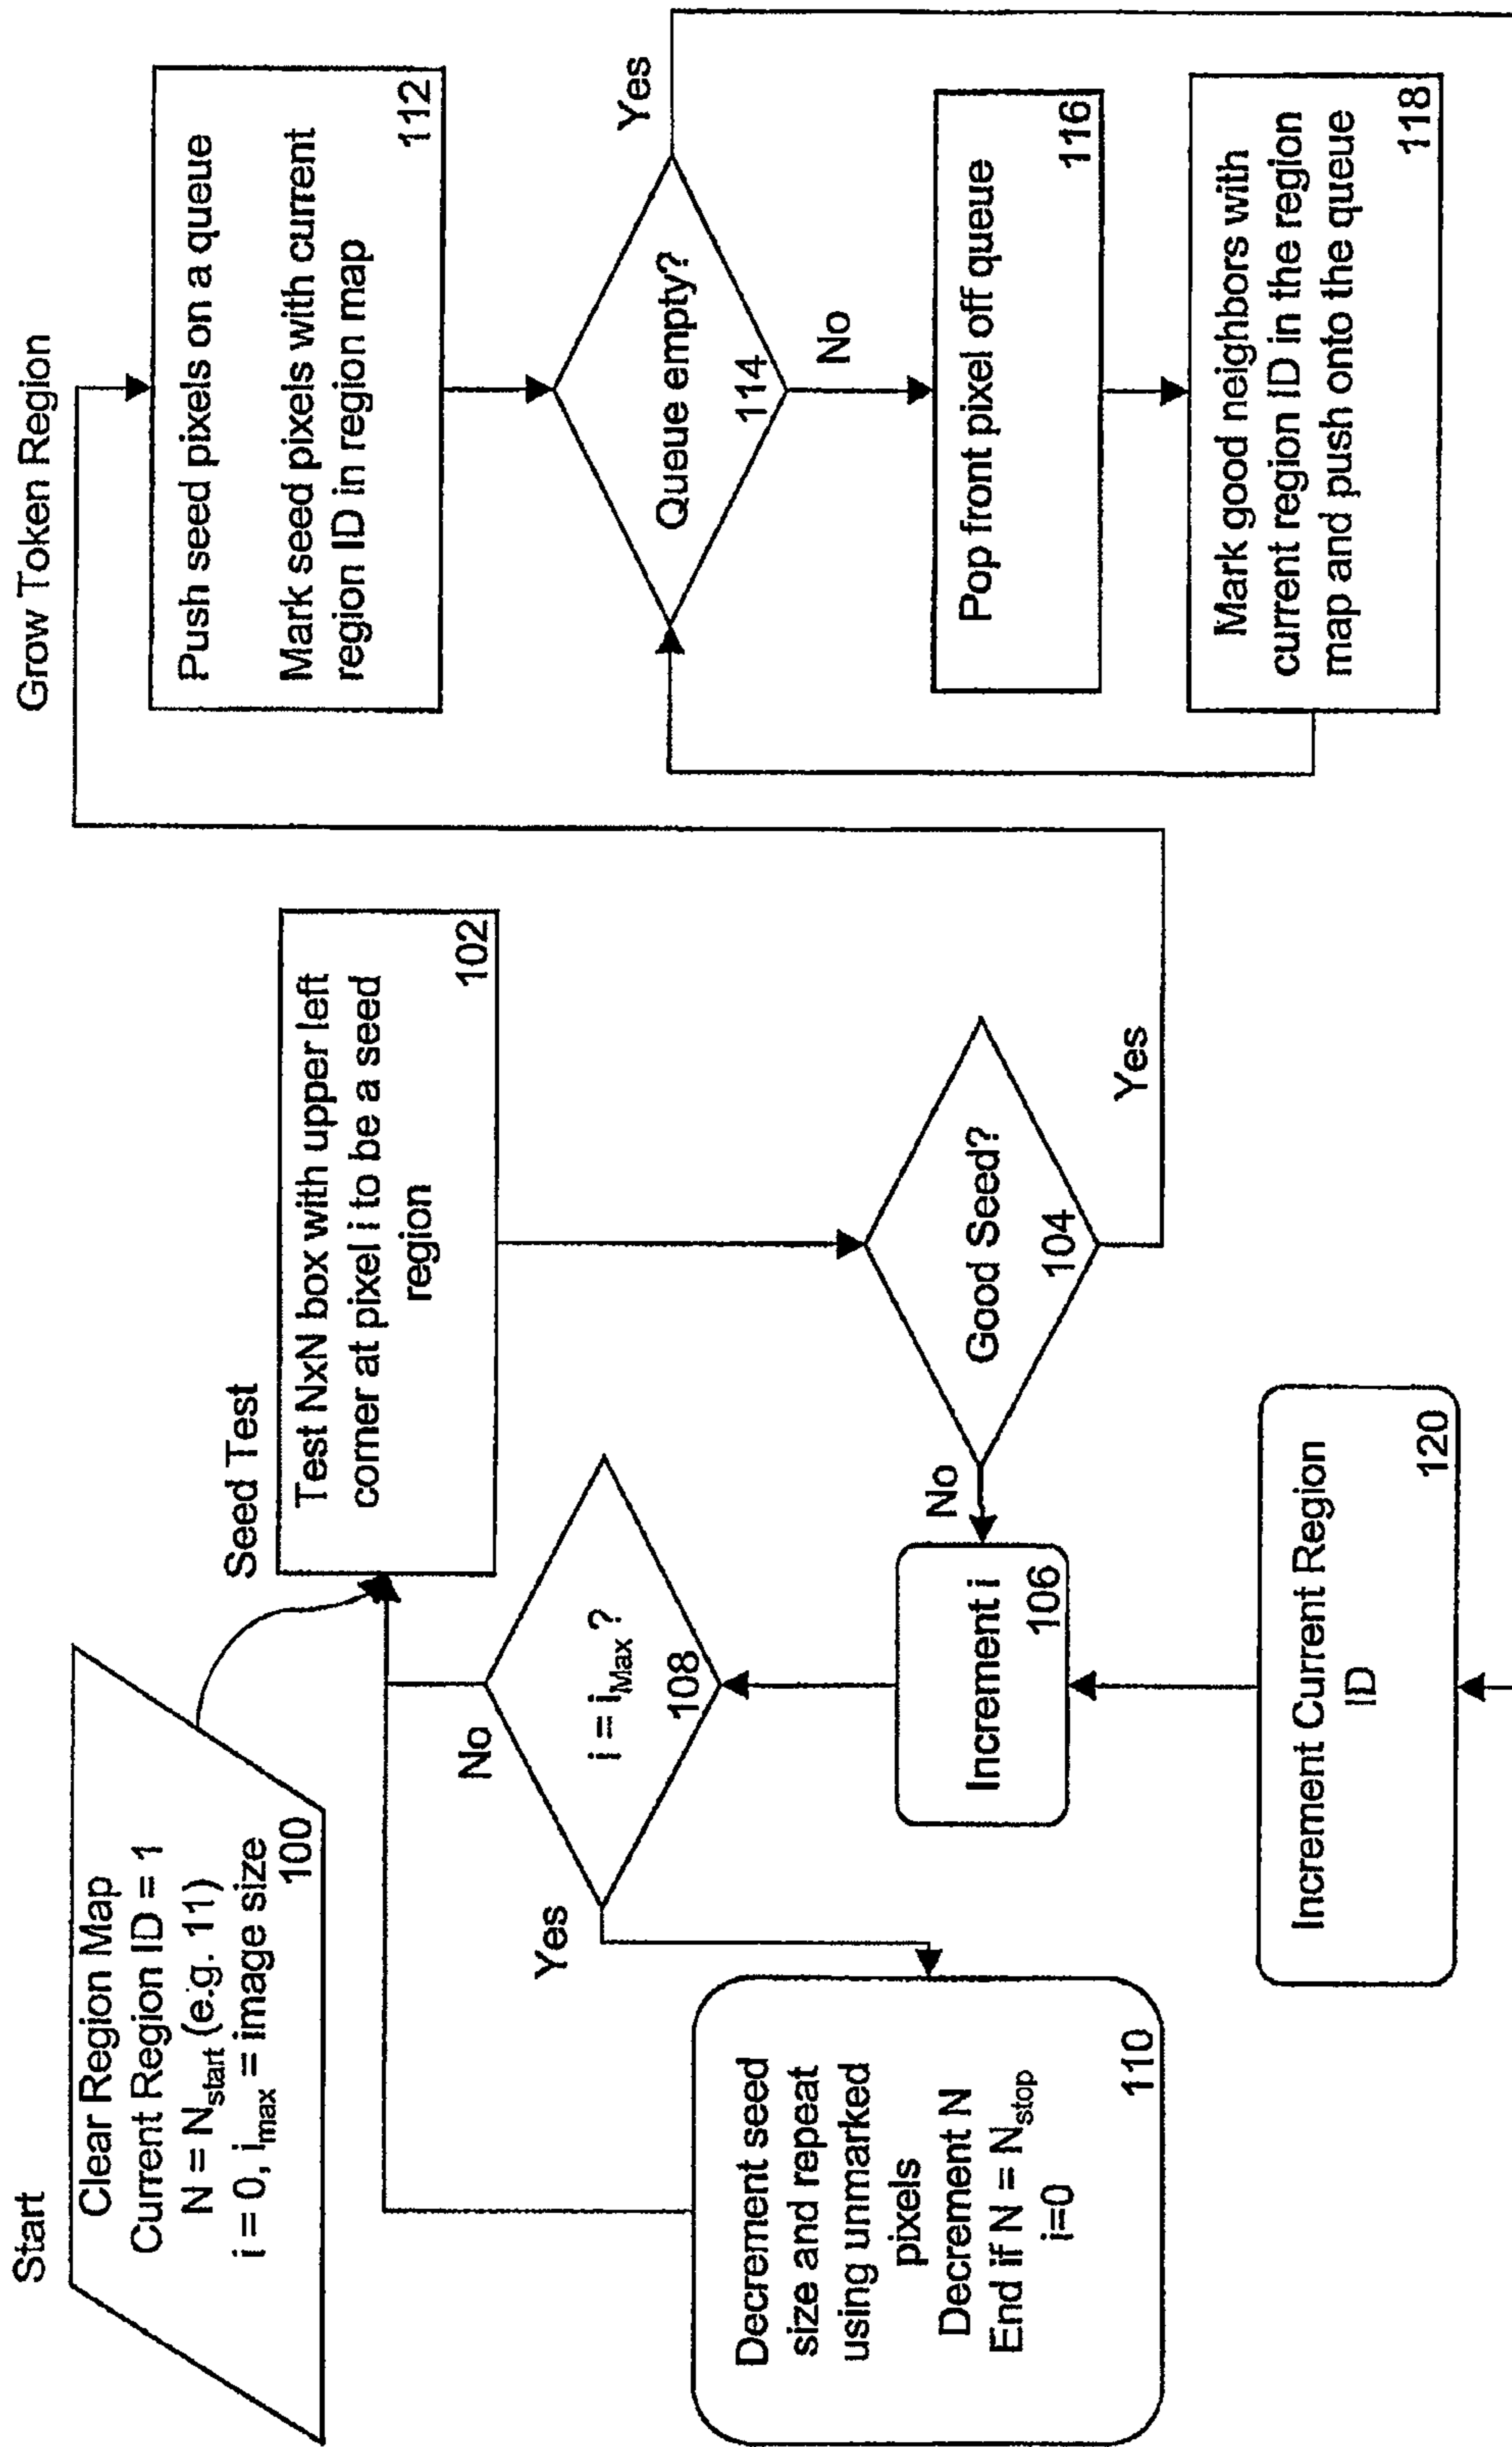 Start
Clear Region Map
Current Region ID = 1
N = Nstart (e.g. 11)
i = 0, imax = image size
100
Seed Test
Test NxN box with upper left
corner at pixel i to be a seed
region
102
Good Seed?
104
No
Yes
Increment i
106
i = iMax?
108
No
Yes
Decrement seed
size and repeat
using unmarked
pixels
Decrement N
End if N = Nstop
i=0
110
Increment Current Region
ID
120
Grow Token Region
Push seed pixels on a queue
Mark seed pixels with current
region ID in region map
112
Queue empty?
114
Yes
No
Pop front pixel off queue
116
Mark good neighbors with
current region ID in the region
map and push onto the queue
118